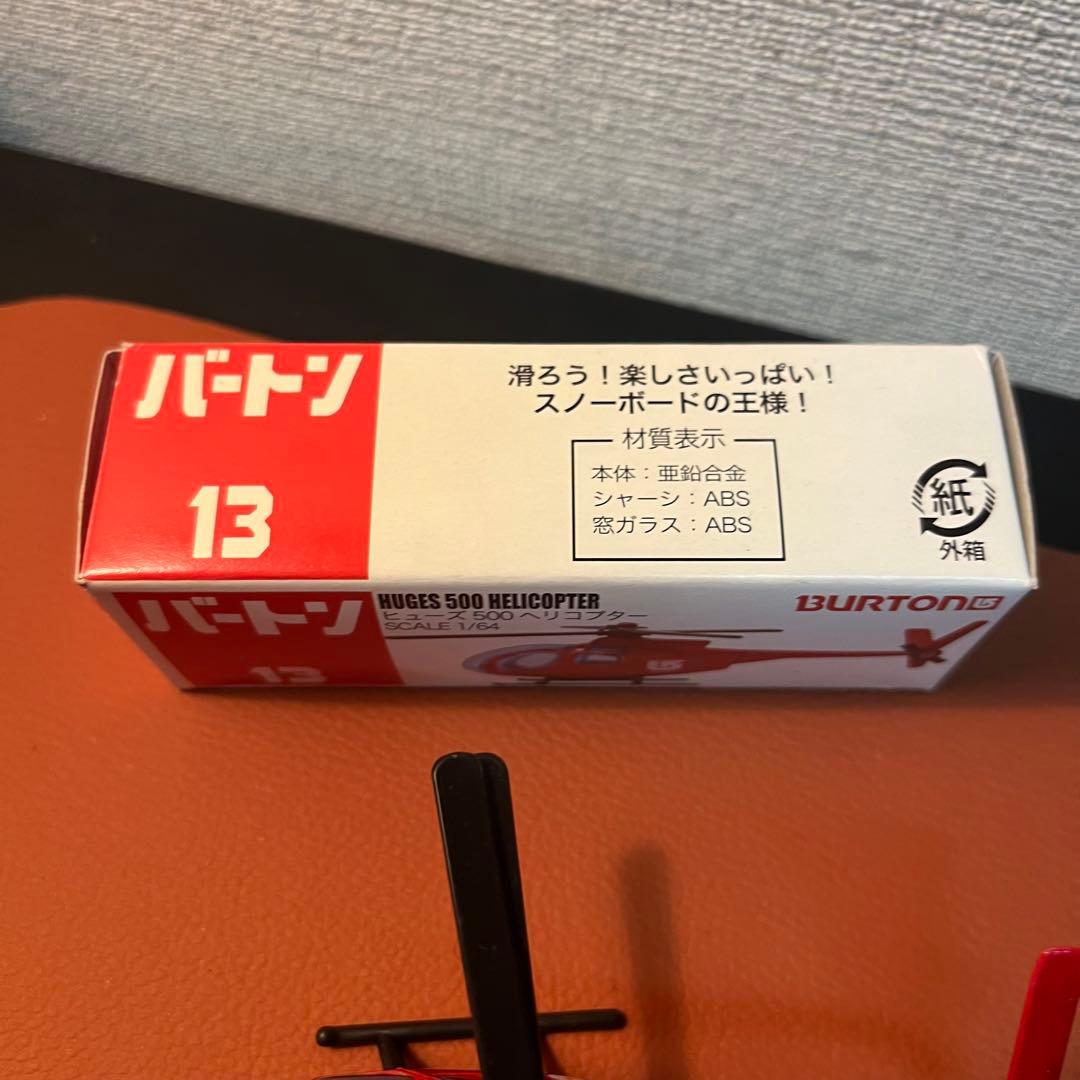 バートン
13
滑ろう！楽しさいっぱい！
スノーボードの王様！
材質表示
本体：亜鉛合金
シャーシ：ABS
窓ガラス：ABS
紙
外箱
バートン
13
HUGES 500 HELICOPTER
ヒューズ500ヘリコプター
SCALE 1/64
BURTON